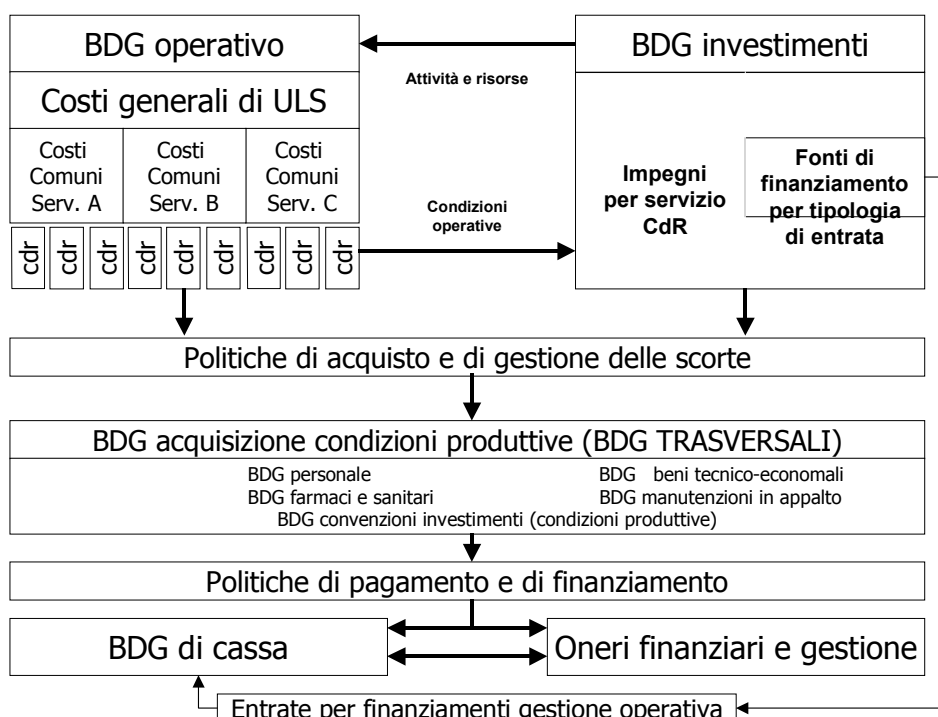 BDG operativo
BDG investimenti
Attività e risorse
Costi generali di ULS
Costi
Comuni
Serv. A
Costi
Comuni
Serv. B
Costi
Comuni
Serv. C
Impegni
per servizio
CdR
Fonti di
finanziamento
per tipologia
di entrata
Condizioni
operative
cdr
cdr
cdr
cdr
cdr
cdr
cdr
cdr
cdr
Politiche di acquisto e di gestione delle scorte
BDG acquisizione condizioni produttive (BDG TRASVERSALI)
BDG personale
BDG beni tecnico-economali
BDG farmaci e sanitari
BDG manutenzioni in appalto
BDG convenzioni investimenti (condizioni produttive)
Politiche di pagamento e di finanziamento
BDG di cassa
Oneri finanziari e gestione
Entrate per finanziamenti gestione operativa